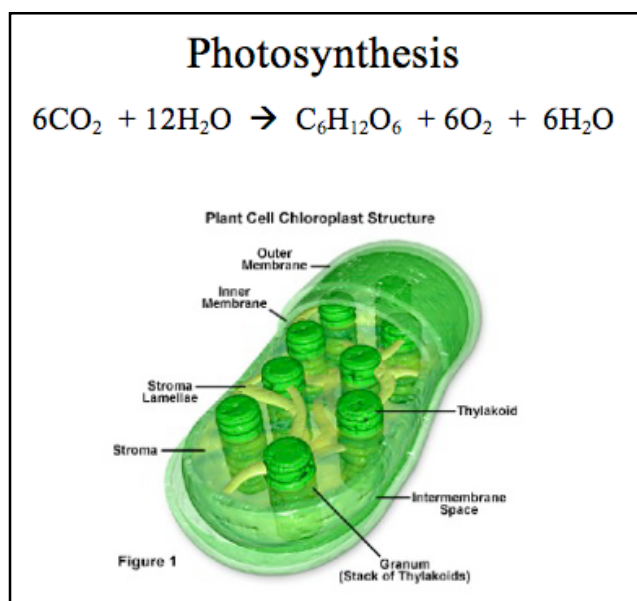 Photosynthesis
6CO₂ + 12H₂O → C₆H₁₂O₆ + 6O₂ + 6H₂O
Plant Cell Chloroplast Structure
Outer
Membrane
Inner
Membrane
Stroma
Lamellae
Thylakoid
Stroma
Intermembrane
Space
Granum
(Stack of Thylakoids)
Figure 1